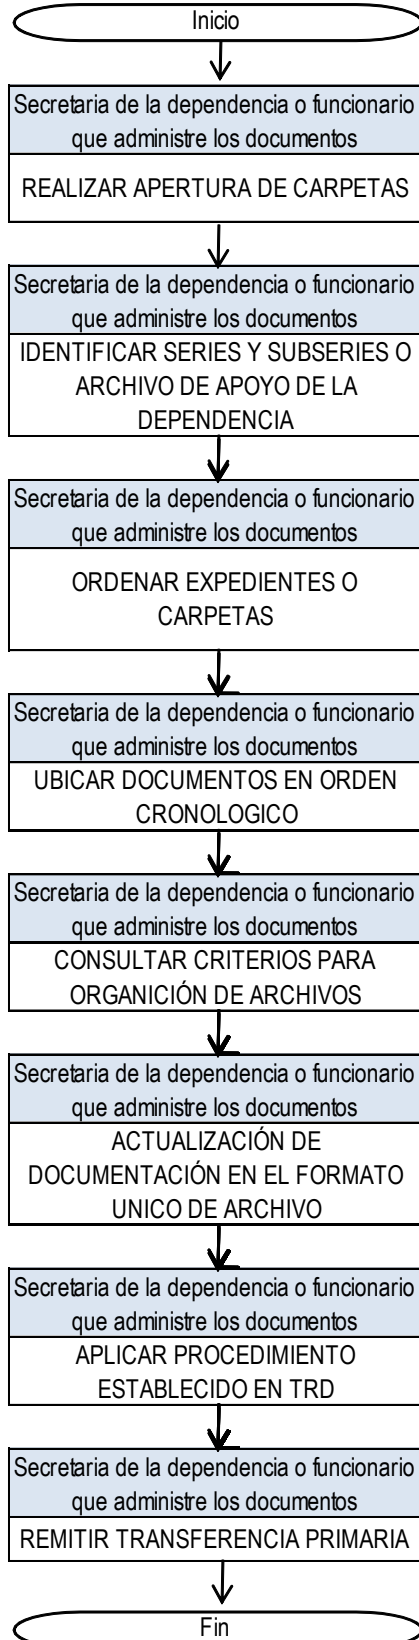 Inicio
Secretaria de la dependencia o funcionario
que administre los documentos
REALIZAR APERTURA DE CARPETAS
Secretaria de la dependencia o funcionario
que administre los documentos
IDENTIFICAR SERIES Y SUBSERIES O
ARCHIVO DE APOYO DE LA
DEPENDENCIA
Secretaria de la dependencia o funcionario
que administre los documentos
ORDENAR EXPEDIENTES O
CARPETAS
Secretaria de la dependencia o funcionario
que administre los documentos
UBICAR DOCUMENTOS EN ORDEN
CRONOLOGICO
Secretaria de la dependencia o funcionario
que administre los documentos
CONSULTAR CRITERIOS PARA
ORGANICIÓN DE ARCHIVOS
Secretaria de la dependencia o funcionario
que administre los documentos
ACTUALIZACIÓN DE
DOCUMENTACIÓN EN EL FORMATO
UNICO DE ARCHIVO
Secretaria de la dependencia o funcionario
que administre los documentos
APLICAR PROCEDIMIENTO
ESTABLECIDO EN TRD
Secretaria de la dependencia o funcionario
que administre los documentos
REMITIR TRANSFERENCIA PRIMARIA
Fin